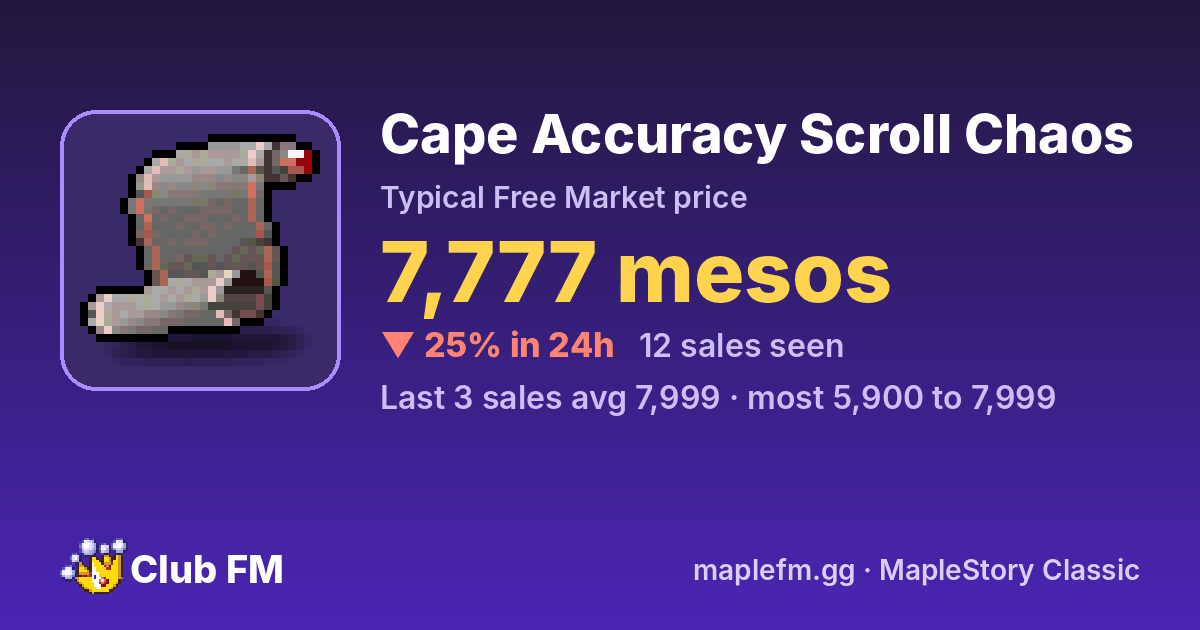 Cape Accuracy Scroll Chaos
Typical Free Market price
7,777 mesos
▼ 25% in 24h 12 sales seen
Last 3 sales avg 7,999 · most 5,900 to 7,999
Club FM
maplefm.gg · MapleStory Classic